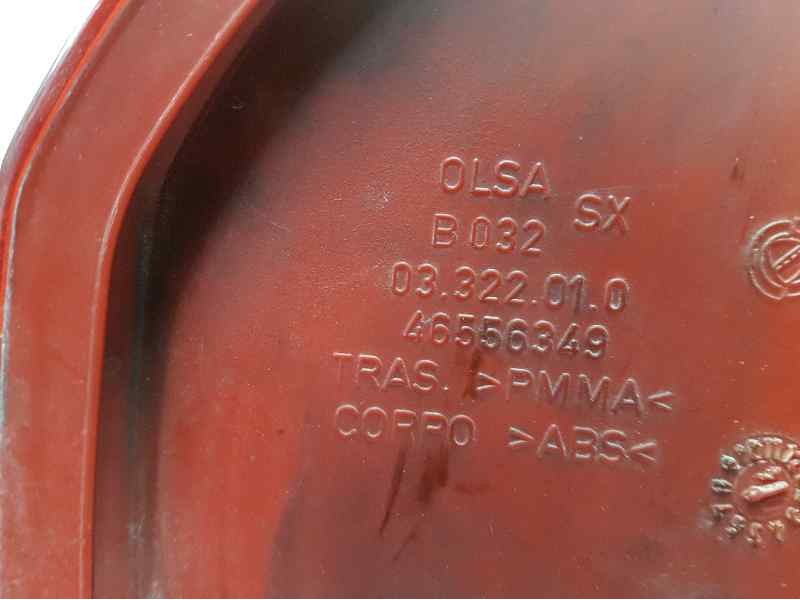 OLSA SX
B032
03.322.01.0
46556349
TRAS. >PMMA<
CORPO >ABS<